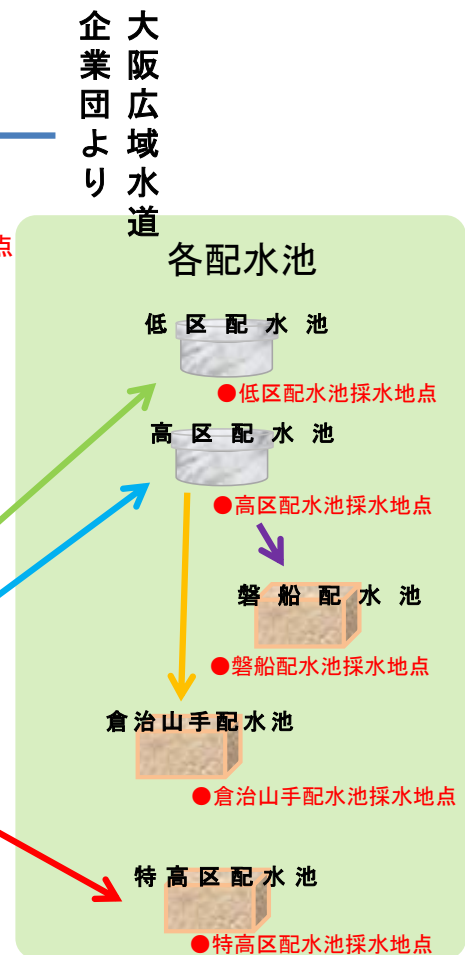 大阪広域水道
企業団より
点
各配水池
低区配水池
●低区配水池採水地点
高区配水池
●高区配水池採水地点
磐船配水池
●磐船配水池採水地点
倉治山手配水池
●倉治山手配水池採水地点
特高区配水池
●特高区配水池採水地点